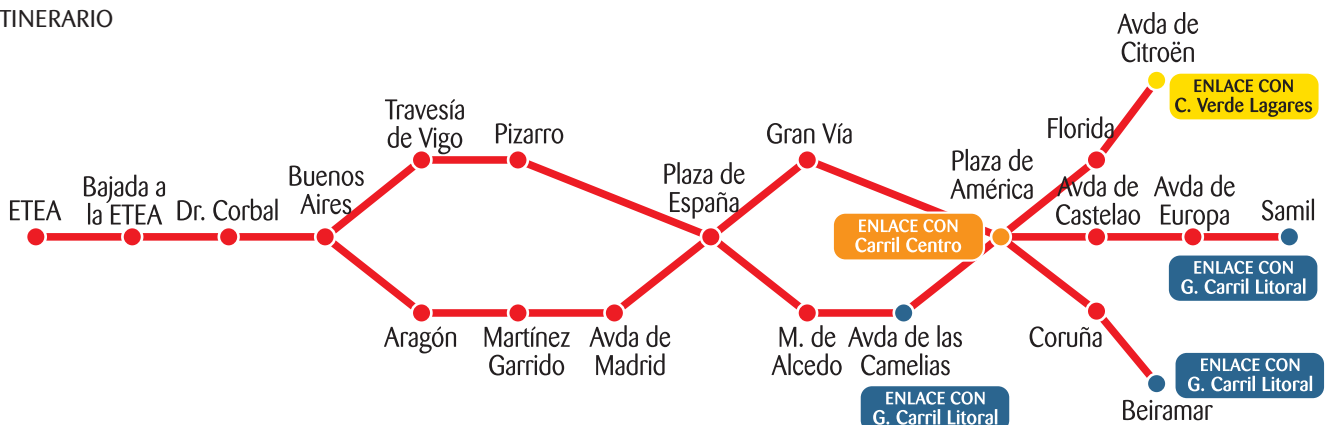 TINERARIO
ETEA
Bajada a
la ETEA
Dr. Corbal
Buenos
Aires
Travesía
de Vigo
Pizarro
Aragón
Martínez
Garrido
Avda de
Madrid
Plaza de
España
Gran Vía
M. de
Alcedo
Avda de las
Camelias
ENLACE CON
G. Carril Litoral
Plaza de
América
ENLACE CON
Carril Centro
Florida
Avda de
Citroën
ENLACE CON
C. Verde Lagares
Avda de
Castelao
Avda de
Europa
Samil
ENLACE CON
G. Carril Litoral
Coruña
Beiramar
ENLACE CON
G. Carril Litoral